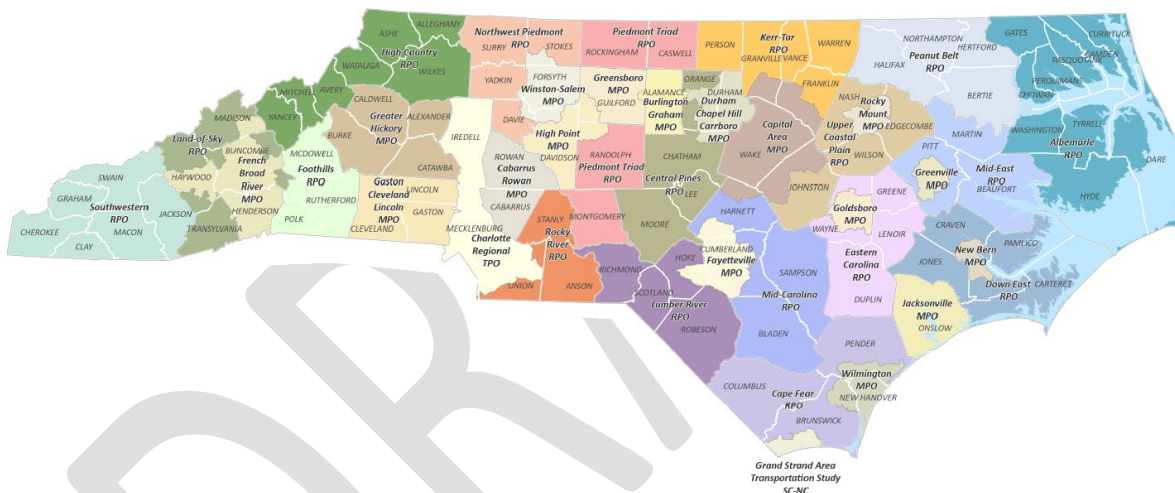 ALLEGHANY
ASHE
High Country
RPO
WATAUGA
WILKES
MITCHELL
AVERY
YANCEY
Northwest Piedmont
RPO
SURRY
STOKES
YADKIN
DAVIE
FORSYTH
Winston-Salem
MPO
Piedmont Triad
RPO
ROCKINGHAM
CASWELL
Greensboro
MPO
GUILFORD
High Point
MPO
DAVIDSON
ALAMANCE
Burlington
Graham
MPO
ORANGE
DURHAM
Durham
Chapel Hill
Carrboro
MPO
PERSON
Kerr-Tar
RPO
GRANVILLE
VANCE
WARREN
FRANKLIN
NORTHAMPTON
HERTFORD
Peanut Belt
RPO
HALIFAX
BERTIE
GATES
CURRITUCK
CAMDEN
PASQUOTANK
PERQUIMANS
CHOWAN
WASHINGTON
TYRRELL
Albemarle
RPO
DARE
HYDE
NASH
Rocky
Mount
MPO
EDGECOMBE
Upper
Coastal
Plain
RPO
WILSON
JOHNSTON
Capital
Area
MPO
WAKE
MARTIN
PITT
Mid-East
RPO
BEAUFORT
Greenville
MPO
CALDWELL
ALEXANDER
Greater
Hickory
MPO
BURKE
CATAWBA
IREDELL
ROWAN
Cabarrus
Rowan
MPO
CABARRUS
RANDOLPH
Piedmont Triad
RPO
MONTGOMERY
CHATHAM
Central Pines
RPO
LEE
MOORE
MADISON
Land-of-Sky
RPO
BUNCOMBE
French
Broad
River
MPO
HAYWOOD
HENDERSON
TRANSYLVANIA
MCDOWELL
Foothills
RPO
RUTHERFORD
POLK
Gaston
Cleveland
Lincoln
MPO
LINCOLN
GASTON
CLEVELAND
SWAIN
GRAHAM
Southwestern
RPO
JACKSON
CHEROKEE
MACON
CLAY
MECKLENBURG
Charlotte
Regional
TPO
STANLY
Rocky
River
RPO
UNION
ANSON
RICHMOND
HOKE
SCOTLAND
Lumber River
RPO
ROBESON
HARNETT
CUMBERLAND
Fayetteville
MPO
SAMPSON
Mid-Carolina
RPO
BLADEN
GREENE
Goldsboro
MPO
WAYNE
LENOIR
Eastern
Carolina
RPO
DUPLIN
CRAVEN
PAMLICO
New Bern
MPO
JONES
CARTERET
Down East
RPO
Jacksonville
MPO
ONSLOW
PENDER
Wilmington
MPO
NEW HANOVER
COLUMBUS
Cape Fear
RPO
BRUNSWICK
Grand Strand Area
Transportation Study
SC-NC